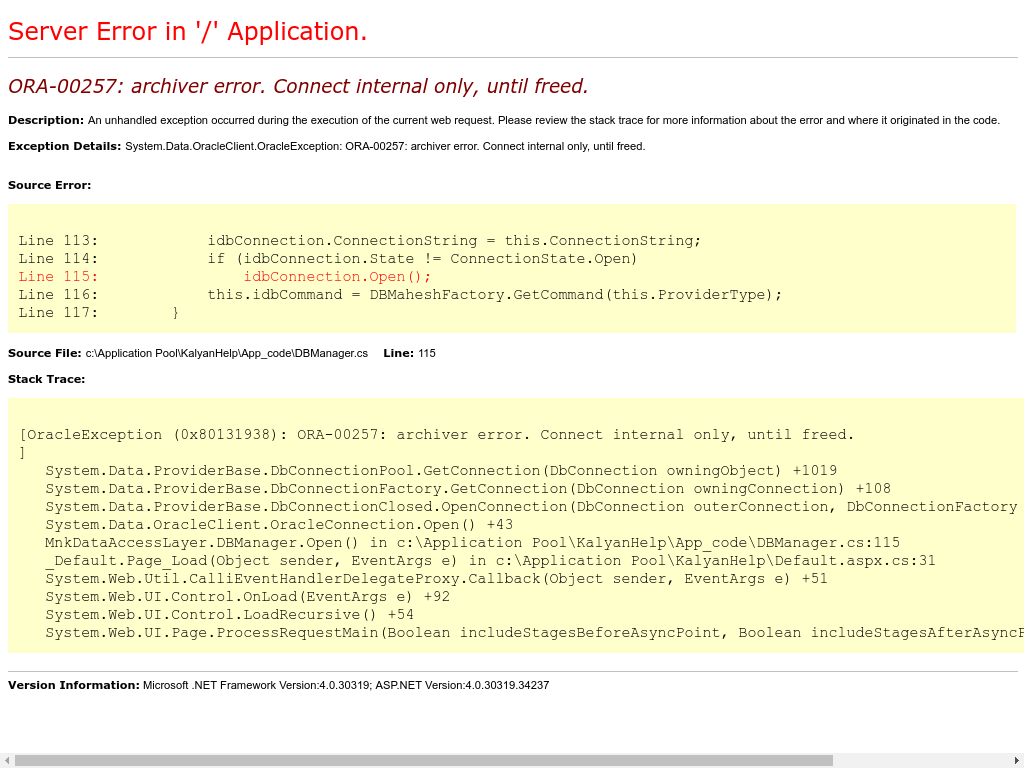 Server Error in '/' Application.
ORA-00257: archiver error. Connect internal only, until freed.
Description: An unhandled exception occurred during the execution of the current web request. Please review the stack trace for more information about the error and where it originated in the code.
Exception Details: System.Data.OracleClient.OracleException: ORA-00257: archiver error. Connect internal only, until freed.
Source Error:
Line 113:            idbConnection.ConnectionString = this.ConnectionString;
Line 114:            if (idbConnection.State != ConnectionState.Open)
Line 115:                idbConnection.Open();
Line 116:            this.idbCommand = DBMaheshFactory.GetCommand(this.ProviderType);
Line 117:        }
Source File: c:\Application Pool\KalyanHelp\App_code\DBManager.cs    Line: 115
Stack Trace:
[OracleException (0x80131938): ORA-00257: archiver error. Connect internal only, until freed.
]
   System.Data.ProviderBase.DbConnectionPool.GetConnection(DbConnection owningObject) +1019
   System.Data.ProviderBase.DbConnectionFactory.GetConnection(DbConnection owningConnection) +108
   System.Data.ProviderBase.DbConnectionClosed.OpenConnection(DbConnection outerConnection, DbConnectionFactory
   System.Data.OracleClient.OracleConnection.Open() +43
   MnkDataAccessLayer.DBManager.Open() in c:\Application Pool\KalyanHelp\App_code\DBManager.cs:115
   _Default.Page_Load(Object sender, EventArgs e) in c:\Application Pool\KalyanHelp\Default.aspx.cs:31
   System.Web.Util.CalliEventHandlerDelegateProxy.Callback(Object sender, EventArgs e) +51
   System.Web.UI.Control.OnLoad(EventArgs e) +92
   System.Web.UI.Control.LoadRecursive() +54
   System.Web.UI.Page.ProcessRequestMain(Boolean includeStagesBeforeAsyncPoint, Boolean
Version Information: Microsoft .NET Framework Version:4.0.30319; ASP.NET Version:4.0.30319.34237